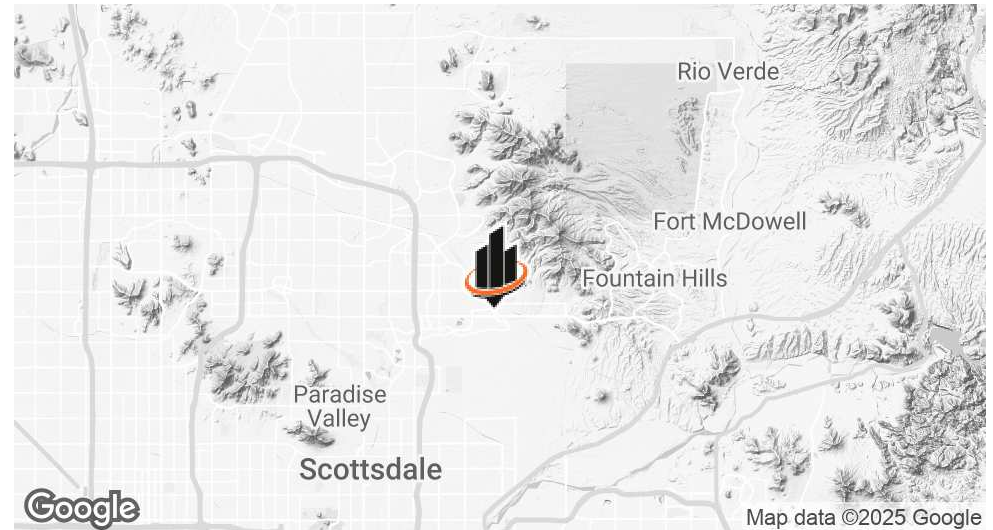 Rio Verde
Fort McDowell
Fountain Hills
Paradise
Valley
Scottsdale
Google
Map data ©2025 Google